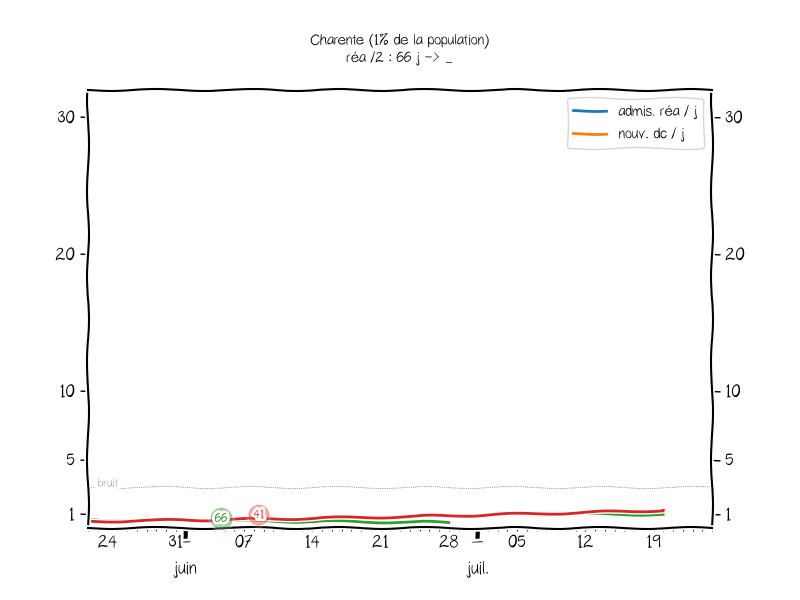 Charente (1% de la population)
réa /2 : 66 j -> _
30 30
admis. réa / j
nouv. dc / j
20 20
10 10
5 5
bruit
66 41
1 1
24 31 07 14 21 28 05 12 19
juin juil.